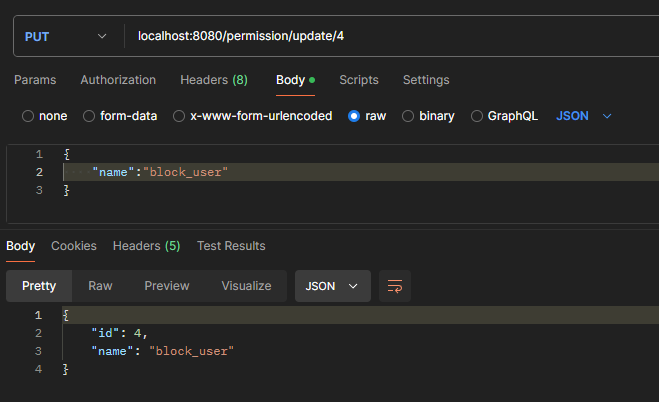 PUT localhost:8080/permission/update/4
Params Authorization Headers (8) Body Scripts Settings
none form-data x-www-form-urlencoded raw binary GraphQL JSON
1 {
2 "name":"block_user"
3 }
Body Cookies Headers (5) Test Results
Pretty Raw Preview Visualize JSON
1 {
2 "id": 4,
3 "name": "block_user"
4 }